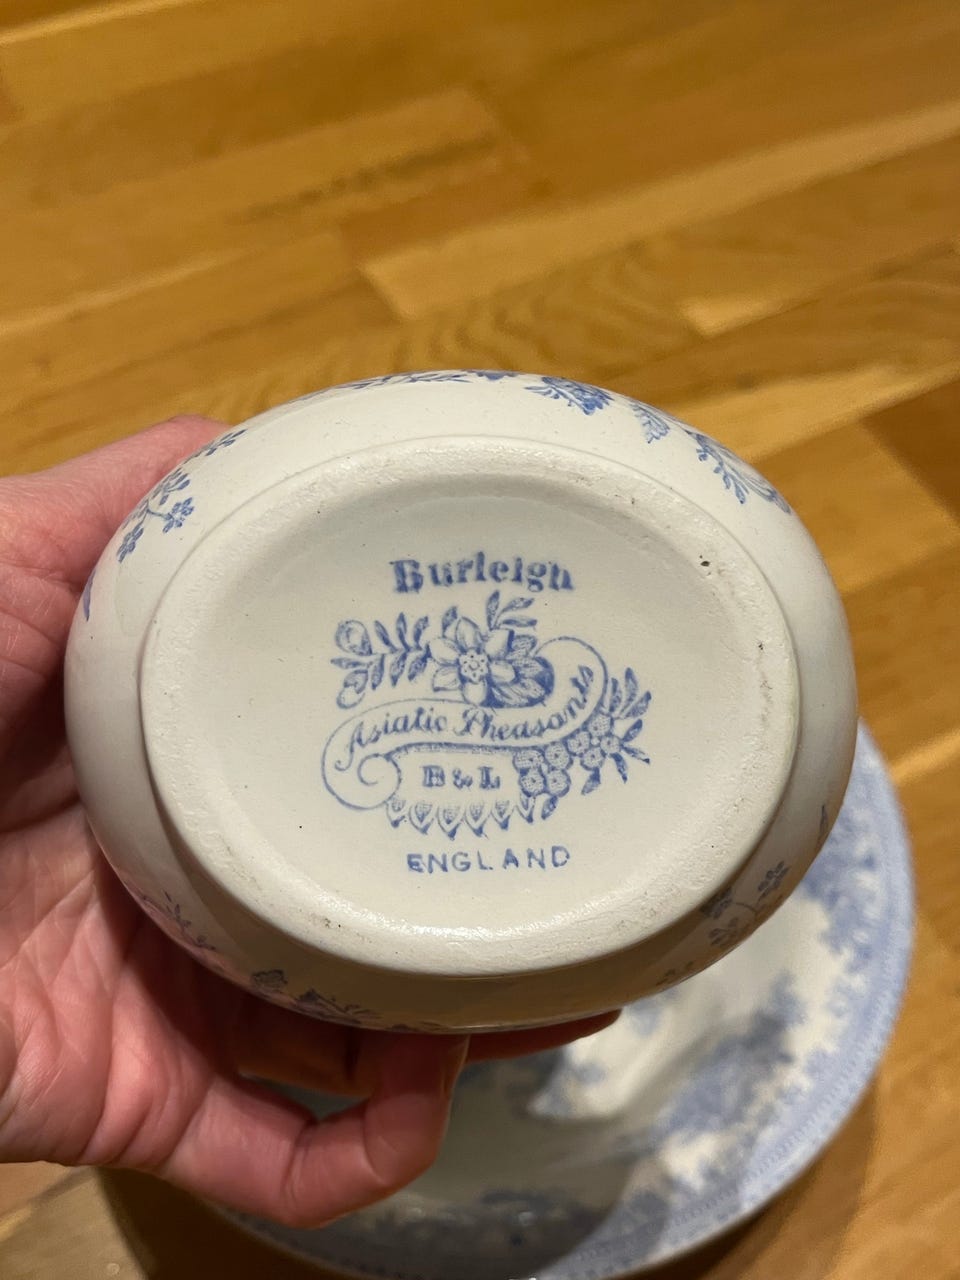 Burleigh
Asiatic Pheasants
B & L
ENGLAND